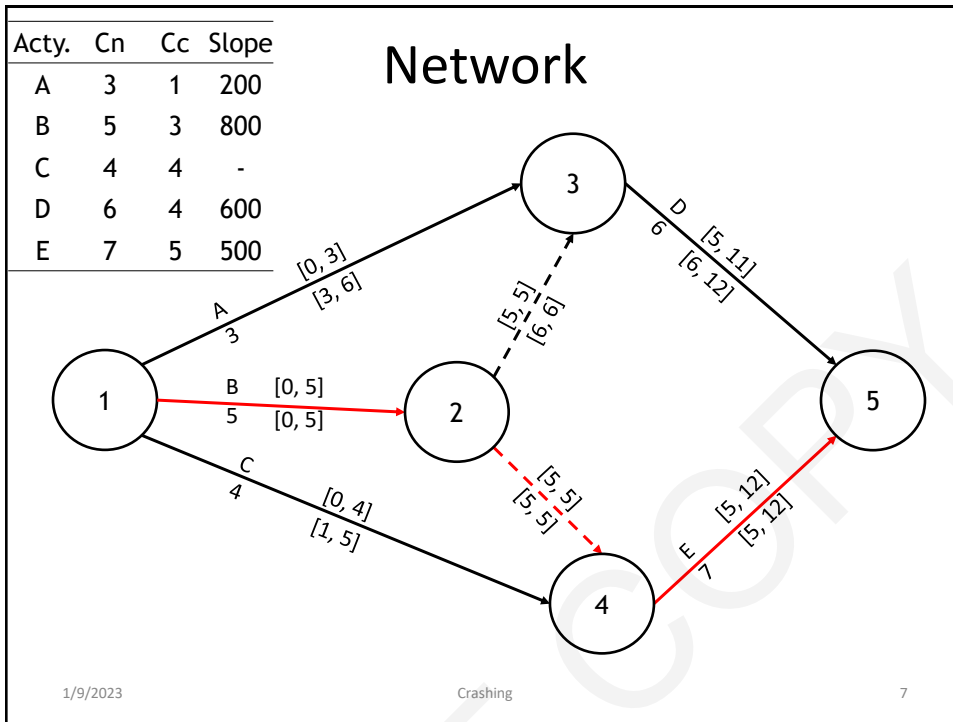 Network
Acty. Cn Cc Slope
A 3 1 200
B 5 3 800
C 4 4 -
D 6 4 600
E 7 5 500
3
D [5, 11]
6 [6, 12]
[0, 3]
A [3, 6]
3
[5, 5]
[6, 6]
1
B [0, 5]
5 [0, 5]
2
5
C [0, 4]
4 [1, 5]
[5, 5]
[5, 5]
E [5, 12]
7 [5, 12]
4
COPY
1/9/2023 Crashing 7